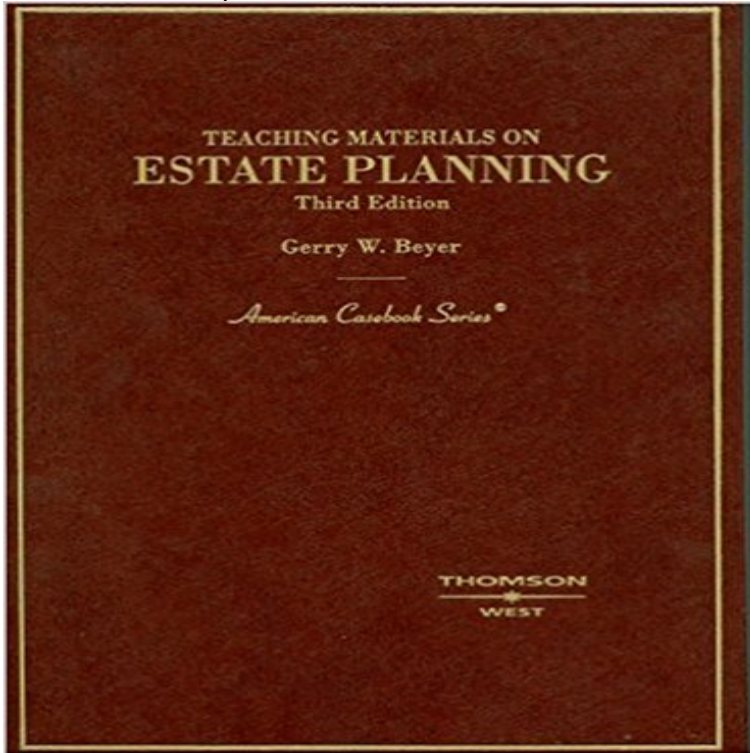 TEACHING MATERIALS ON
ESTATE PLANNING
Third Edition
Gerry W. Beyer
American Casebook Series®
THOMSON
WEST